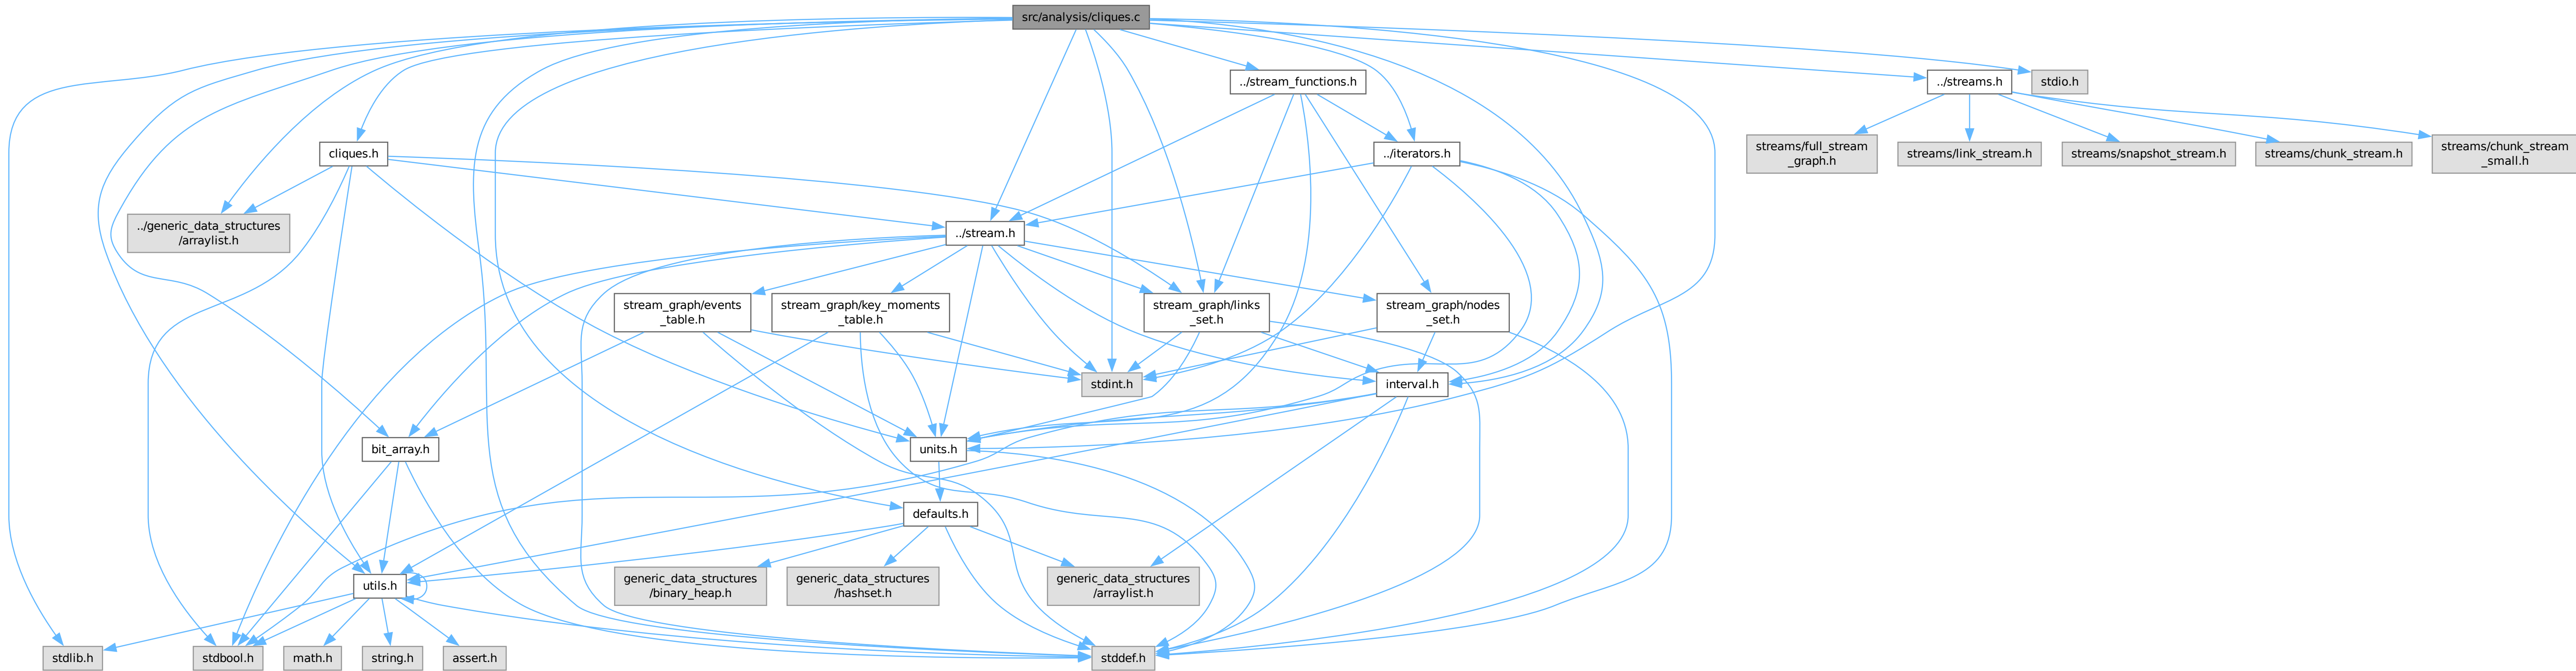 src/analysis/cliques.c
../stream_functions.h
../streams.h
stdio.h
cliques.h
../iterators.h
streams/full_stream
_graph.h
streams/link_stream.h
streams/snapshot_stream.h
streams/chunk_stream.h
streams/chunk_stream
_small.h
../generic_data_structures
/arraylist.h
../stream.h
stream_graph/events
_table.h
stream_graph/key_moments
_table.h
stream_graph/links
_set.h
stream_graph/nodes
_set.h
stdint.h
interval.h
bit_array.h
units.h
defaults.h
utils.h
generic_data_structures
/binary_heap.h
generic_data_structures
/hashset.h
generic_data_structures
/arraylist.h
stdlib.h
stdbool.h
math.h
string.h
assert.h
stddef.h